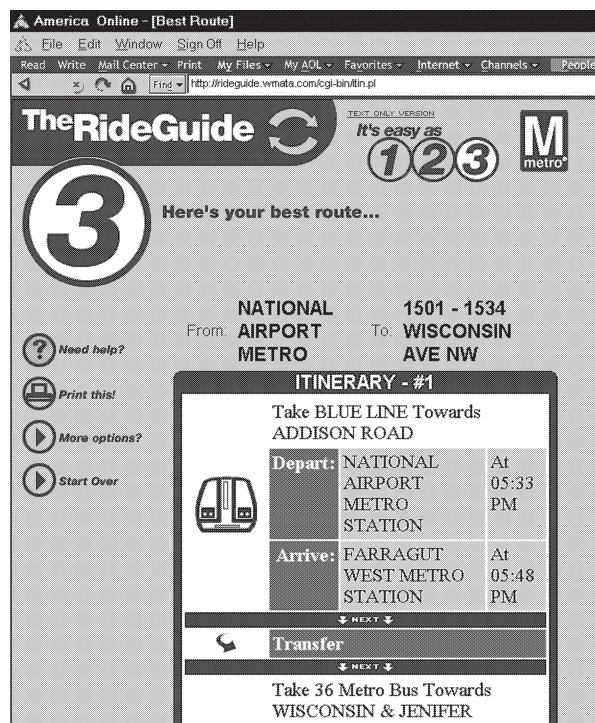 America Online - [Best Route]
File Edit Window Sign Off Help
Read Write Mail Center Print My Files My AOL Favorites Internet Channels People
Find http://rideguide.wmata.com/cgi-bin/itin.pl
TheRideGuide
TEXT ONLY VERSION
It's easy as
1 2 3
M
metro
3
Here's your best route...
From: NATIONAL AIRPORT METRO
To: 1501 - 1534 WISCONSIN AVE NW
Need help?
Print this!
More options?
Start Over
ITINERARY - #1
Take BLUE LINE Towards
ADDISON ROAD
Depart: NATIONAL At
AIRPORT 05:33
METRO PM
STATION
Arrive: FARRAGUT At
WEST METRO 05:48
STATION PM
NEXT
Transfer
NEXT
Take 36 Metro Bus Towards
WISCONSIN & JENIFER